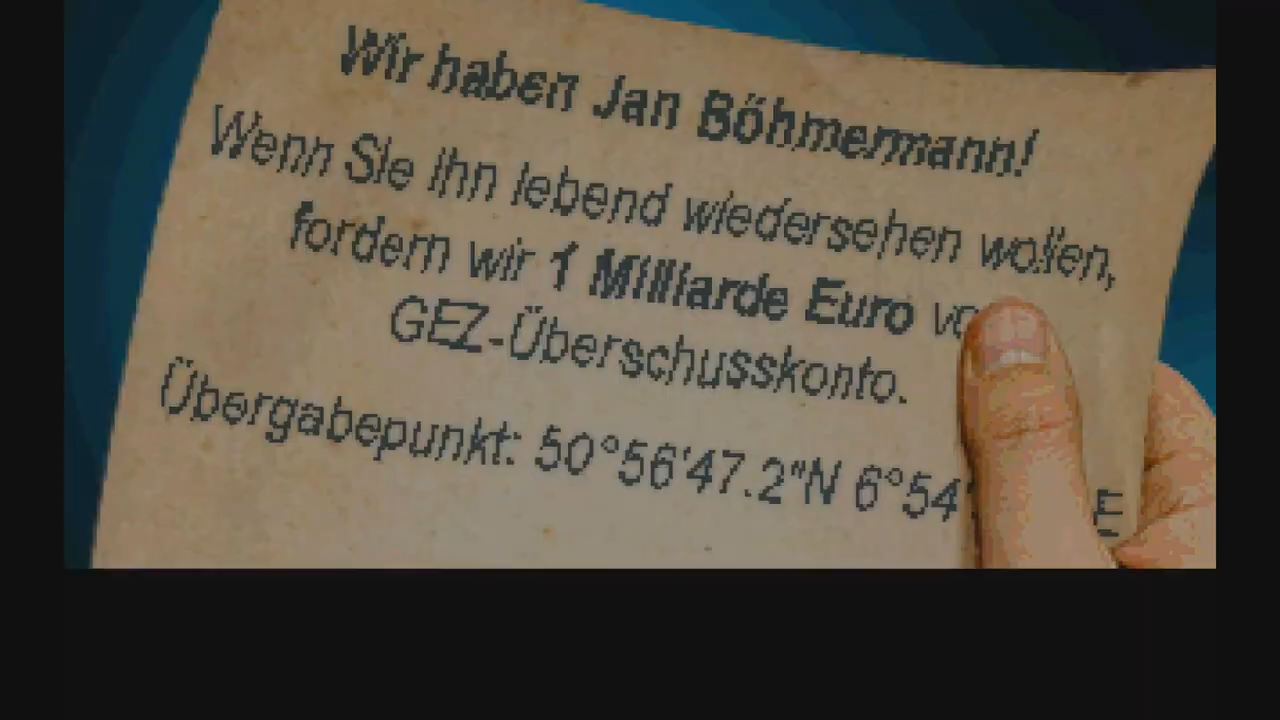 Wir haben Jan Böhmermann!
Wenn Sie ihn lebend wiedersehen wollen,
fordern wir 1 Milliarde Euro
GEZ-Überschusskonto.
Übergabepunkt: 50°56'47.2"N 6°54' E